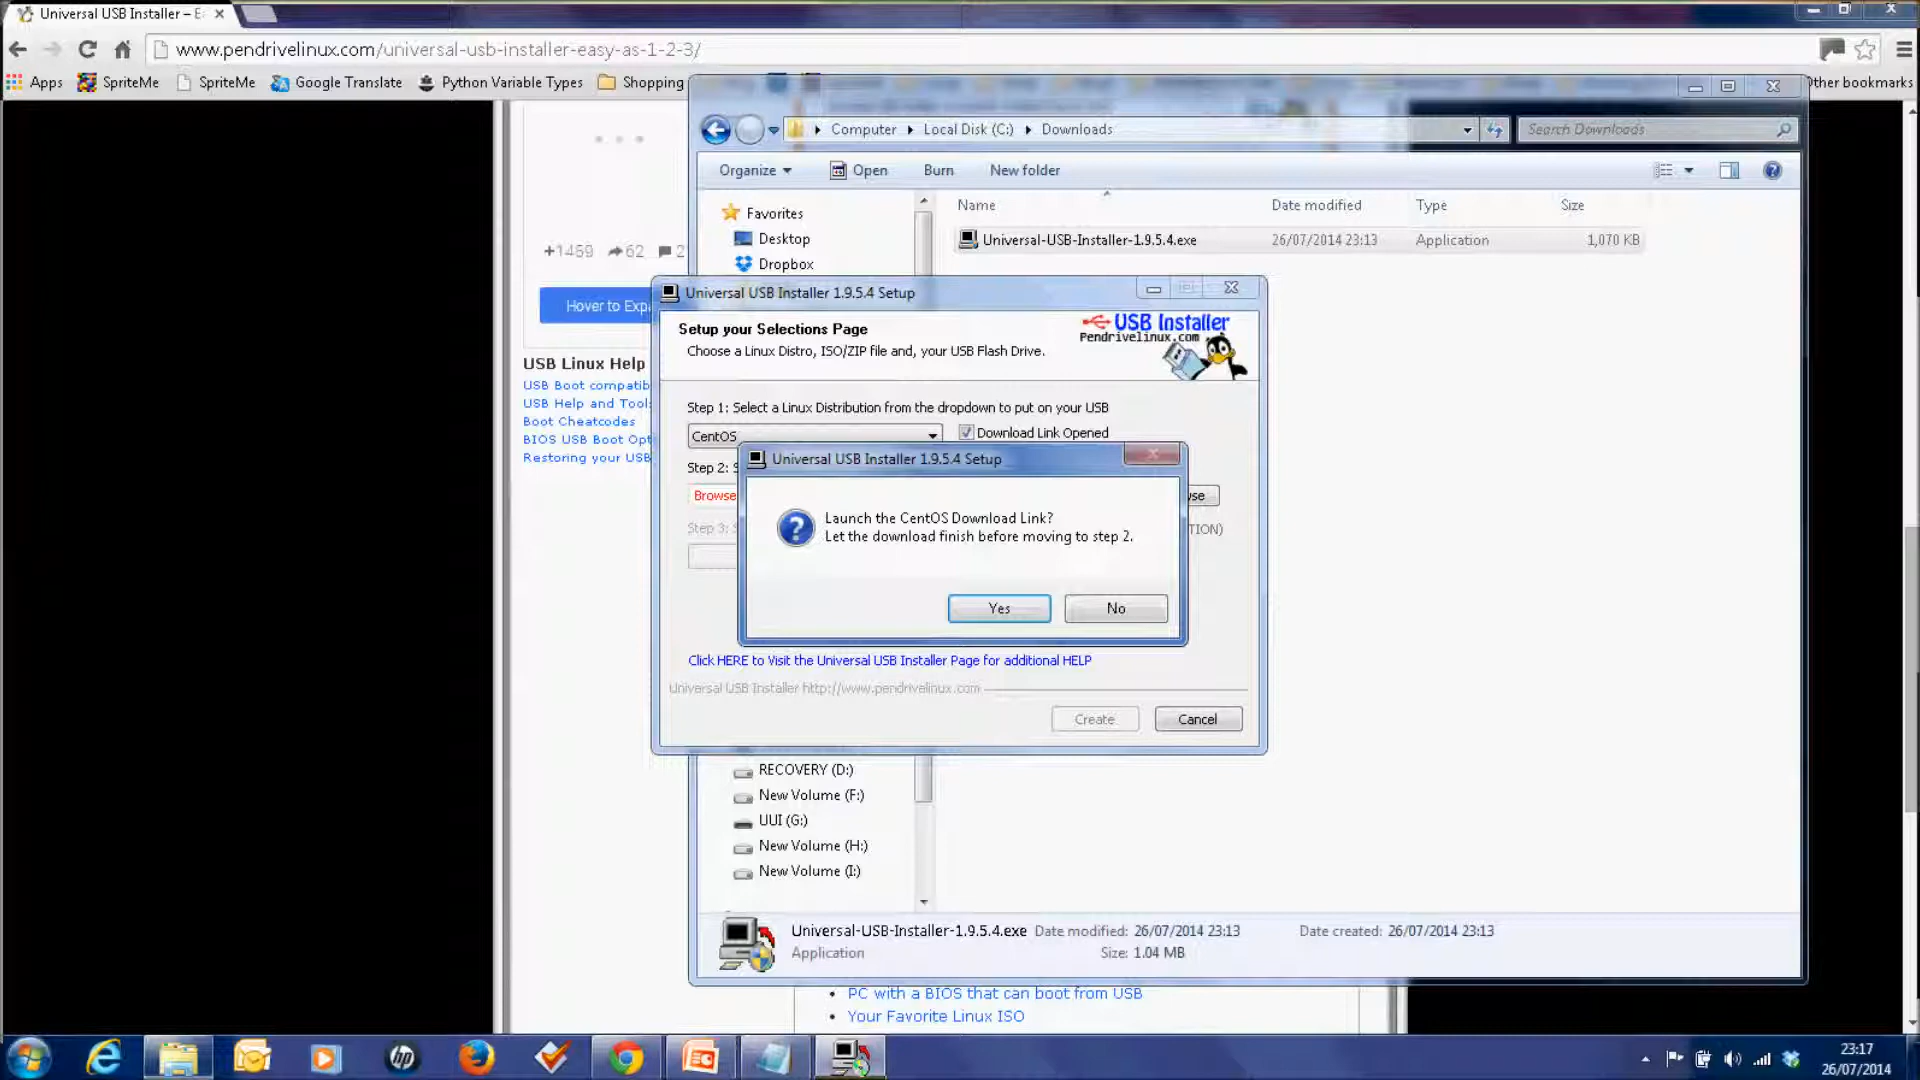 Universal USB Installer – E
www.pendrivelinux.com/universal-usb-installer-easy-as-1-2-3/
Apps
SpriteMe
SpriteMe
Google Translate
Python Variable Types
Shopping
Other bookmarks
Computer
Local Disk (C:)
Downloads
Search Downloads
Organize
Open
Burn
New folder
Name
Date modified
Type
Size
Favorites
Desktop
Dropbox
Universal-USB-Installer-1.9.5.4.exe
26/07/2014 23:13
Application
1,070 KB
+1469
62
2
Hover to Exp
USB Linux Help
USB Boot compatib
USB Help and Tool
Boot Cheatcodes
BIOS USB Boot Opt
Restoring your USB
Universal USB Installer 1.9.5.4 Setup
Setup your Selections Page
Choose a Linux Distro, ISO/ZIP file and, your USB Flash Drive.
USB Installer
Pendrivelinux.com
Step 1: Select a Linux Distribution from the dropdown to put on your USB
CentOS
Download Link Opened
Step 2: S
Browse
wse
Step 3: S
TION)
Universal USB Installer 1.9.5.4 Setup
Launch the CentOS Download Link?
Let the download finish before moving to step 2.
Yes
No
Click HERE to Visit the Universal USB Installer Page for additional HELP
Universal USB Installer http://www.pendrivelinux.com
Create
Cancel
RECOVERY (D:)
New Volume (F:)
UUI (G:)
New Volume (H:)
New Volume (I:)
Universal-USB-Installer-1.9.5.4.exe
Date modified: 26/07/2014 23:13
Date created: 26/07/2014 23:13
Application
Size: 1.04 MB
PC with a BIOS that can boot from USB
Your Favorite Linux ISO
hp
23:17
26/07/2014